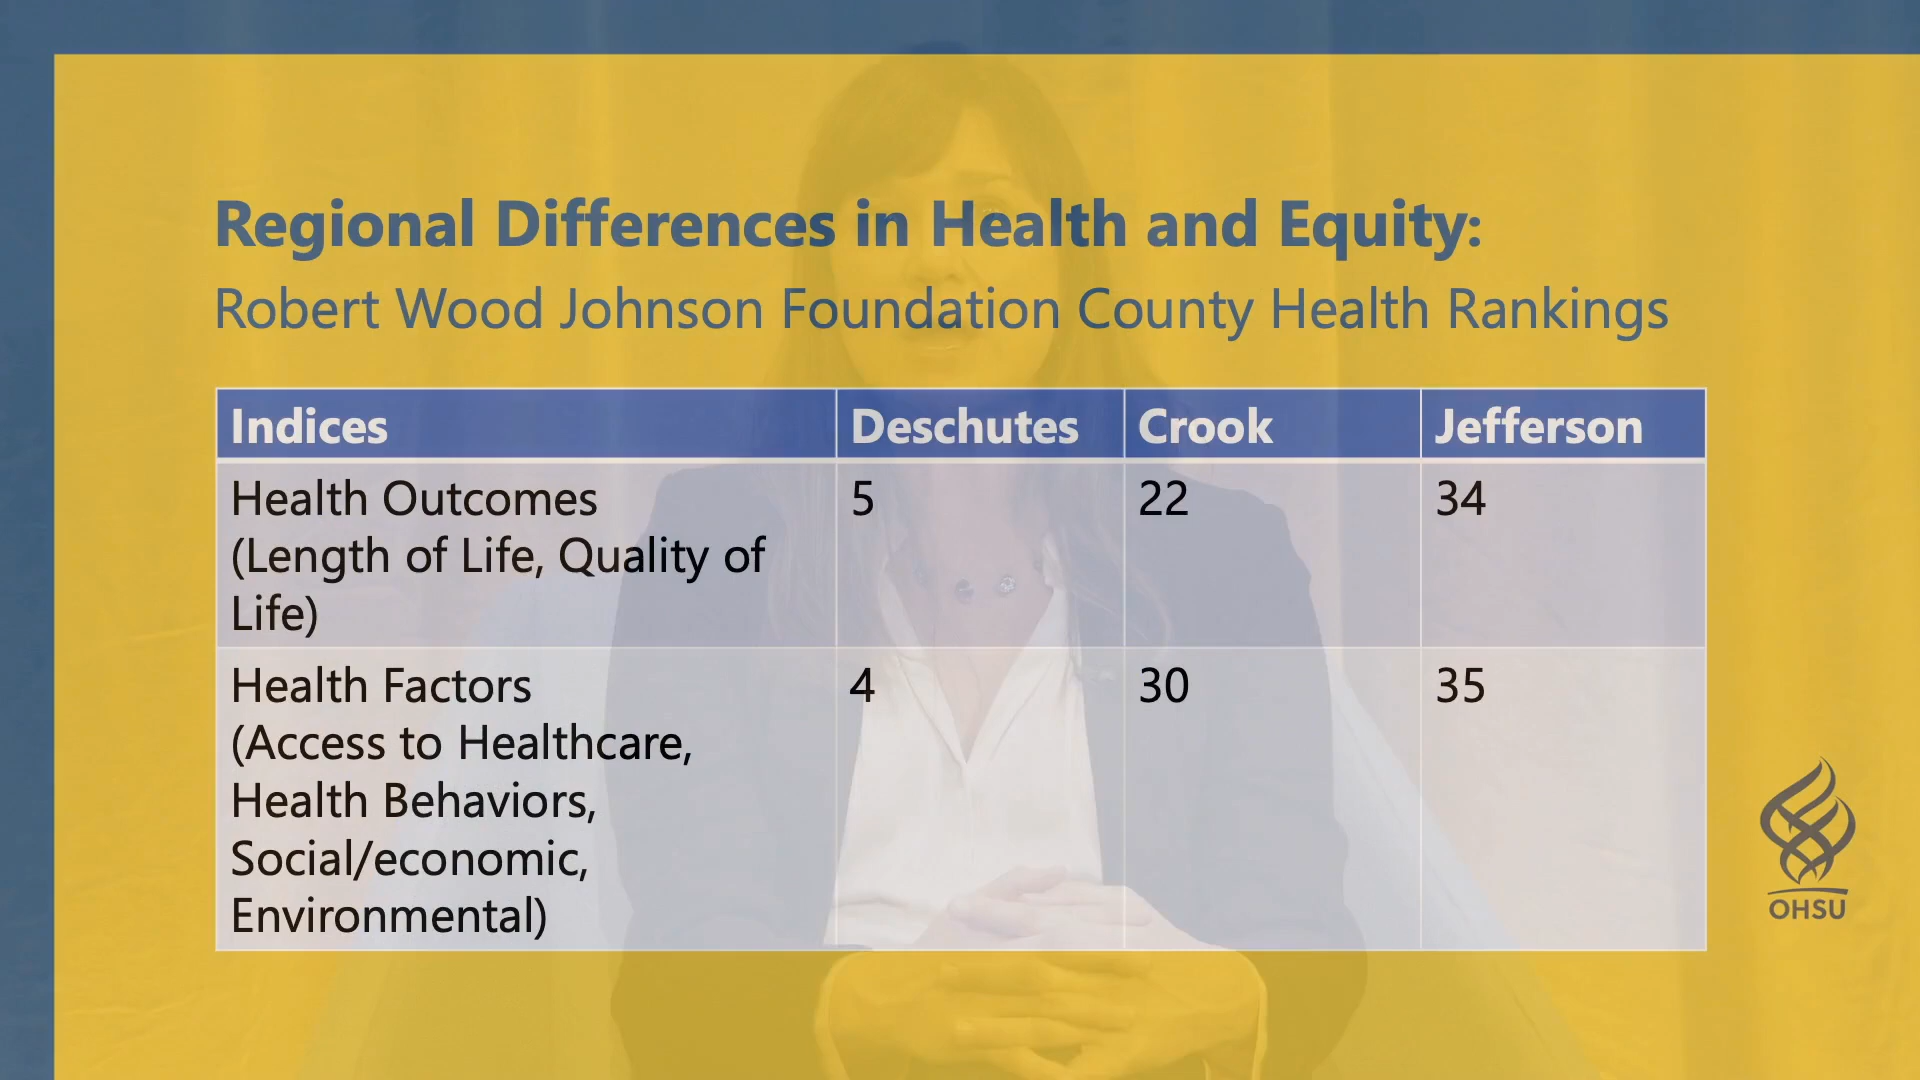 Regional Differences in Health and Equity:
Robert Wood Johnson Foundation County Health Rankings
Indices Deschutes Crook Jefferson
Health Outcomes 5 22 34
(Length of Life, Quality of
Life)
Health Factors 4 30 35
(Access to Healthcare,
Health Behaviors,
Social/economic,
Environmental)
OHSU